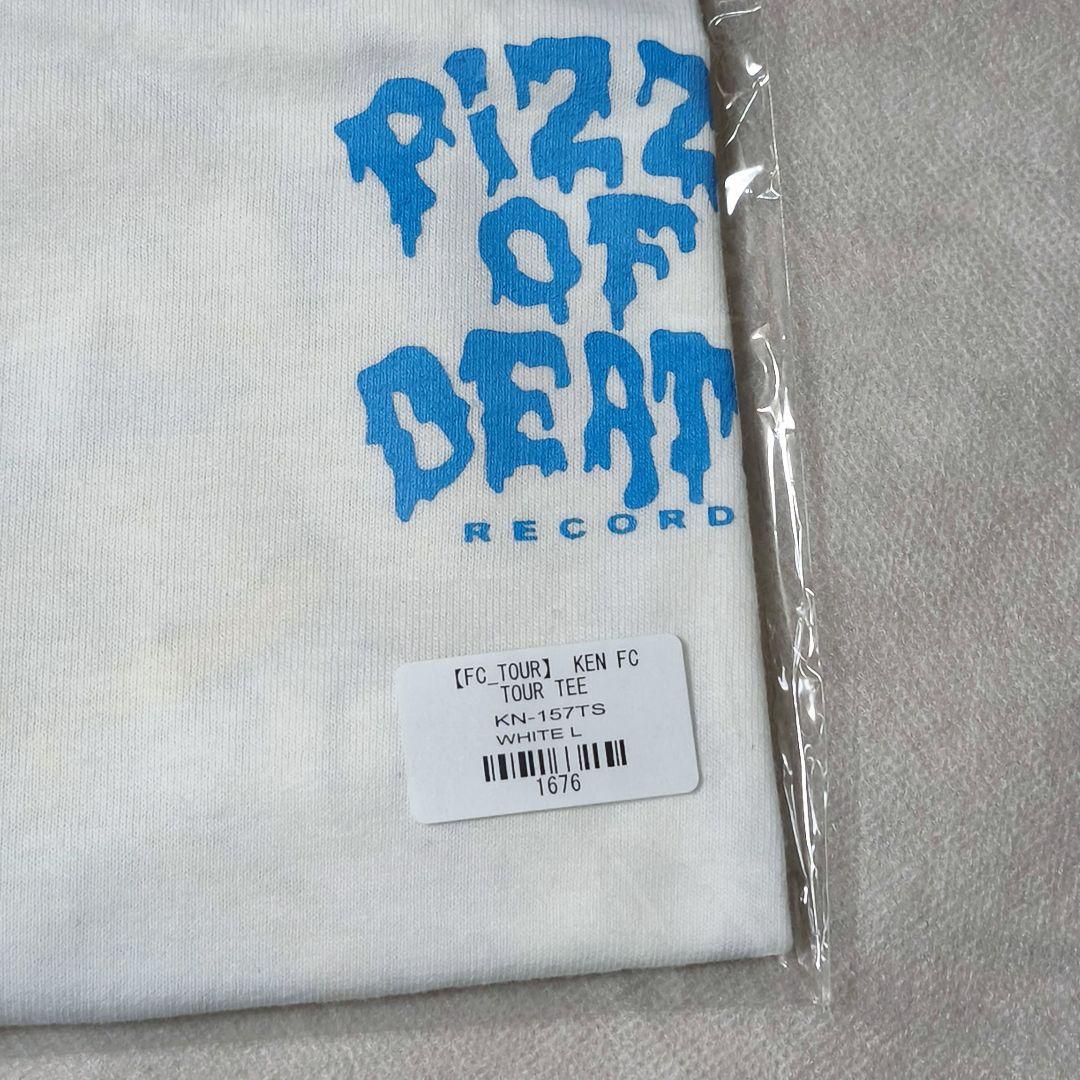 PiZZ
OF
DEAT
RECORD
【FC_TOUR】 KEN FC
TOUR TEE
KN-157TS
WHITE L
1676